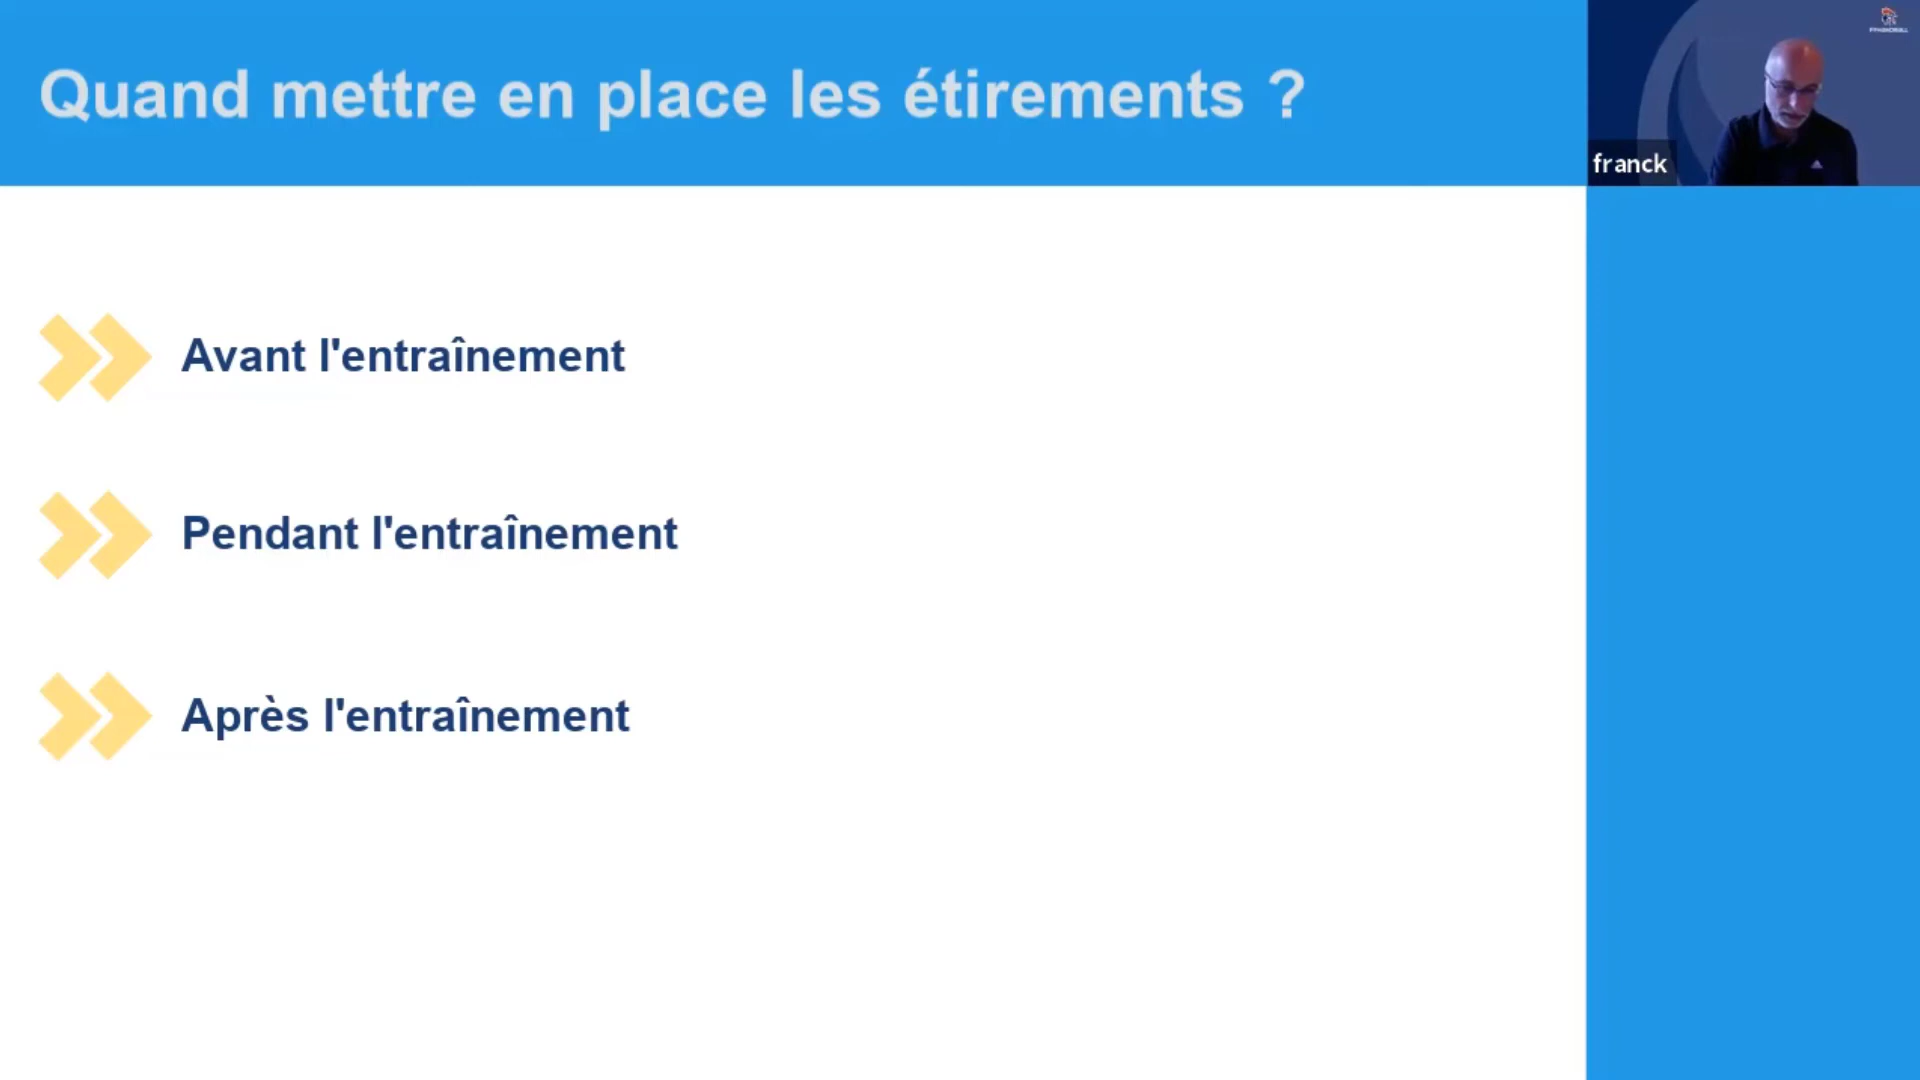 Quand mettre en place les étirements ?
franck
Avant l'entraînement
Pendant l'entraînement
Après l'entraînement